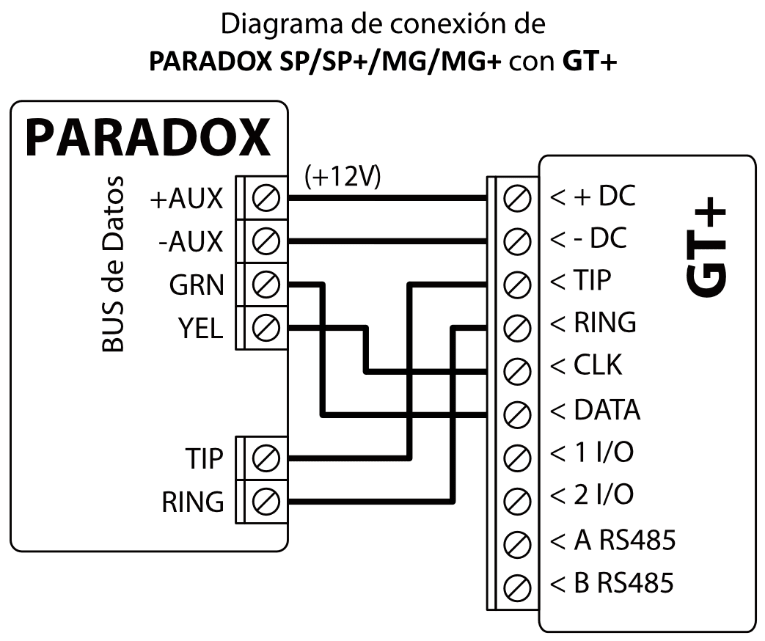 Diagrama de conexión de
PARADOX SP/SP+/MG/MG+ con GT+
PARADOX
BUS de Datos
+AUX
-AUX
GRN
YEL
TIP
RING
(+12V)
< + DC
< - DC
< TIP
< RING
< CLK
< DATA
< 1 I/O
< 2 I/O
< A RS485
< B RS485
GT+